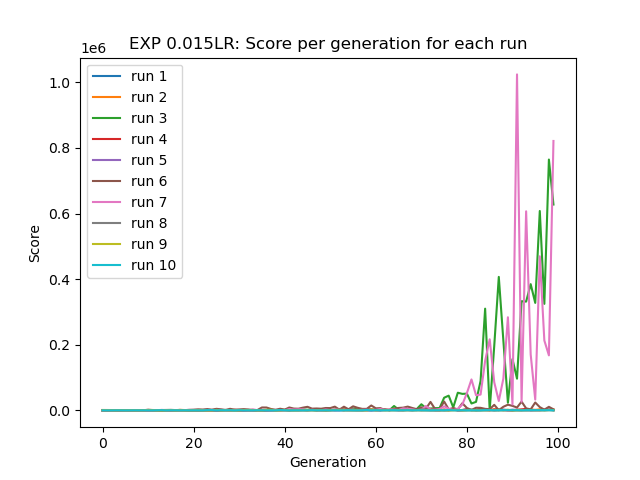 EXP 0.015LR: Score per generation for each run
1e6
run 1
run 2
run 3
run 4
run 5
run 6
run 7
run 8
run 9
run 10
1.0
0.8
0.6
0.4
0.2
0.0
Score
0 20 40 60 80 100
Generation